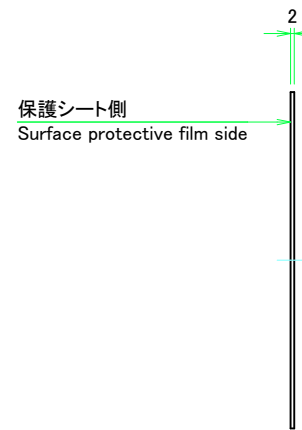 2
保護シート側
Surface protective film side